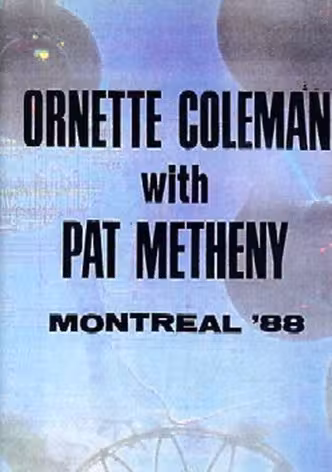 ORNETTE COLEMAN
with
PAT METHENY
MONTREAL '88